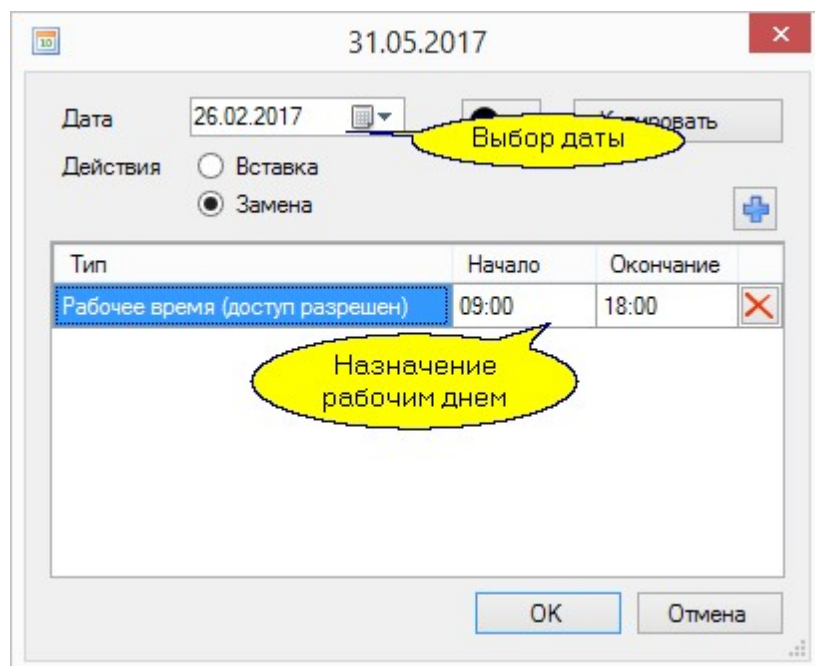 31.05.2017
Дата 26.02.2017
Выбор даты
Действия Вставка
Замена
Тип Начало Окончание
Рабочее время (доступ разрешен) 09:00 18:00
Назначение
рабочим днем
OK Отмена